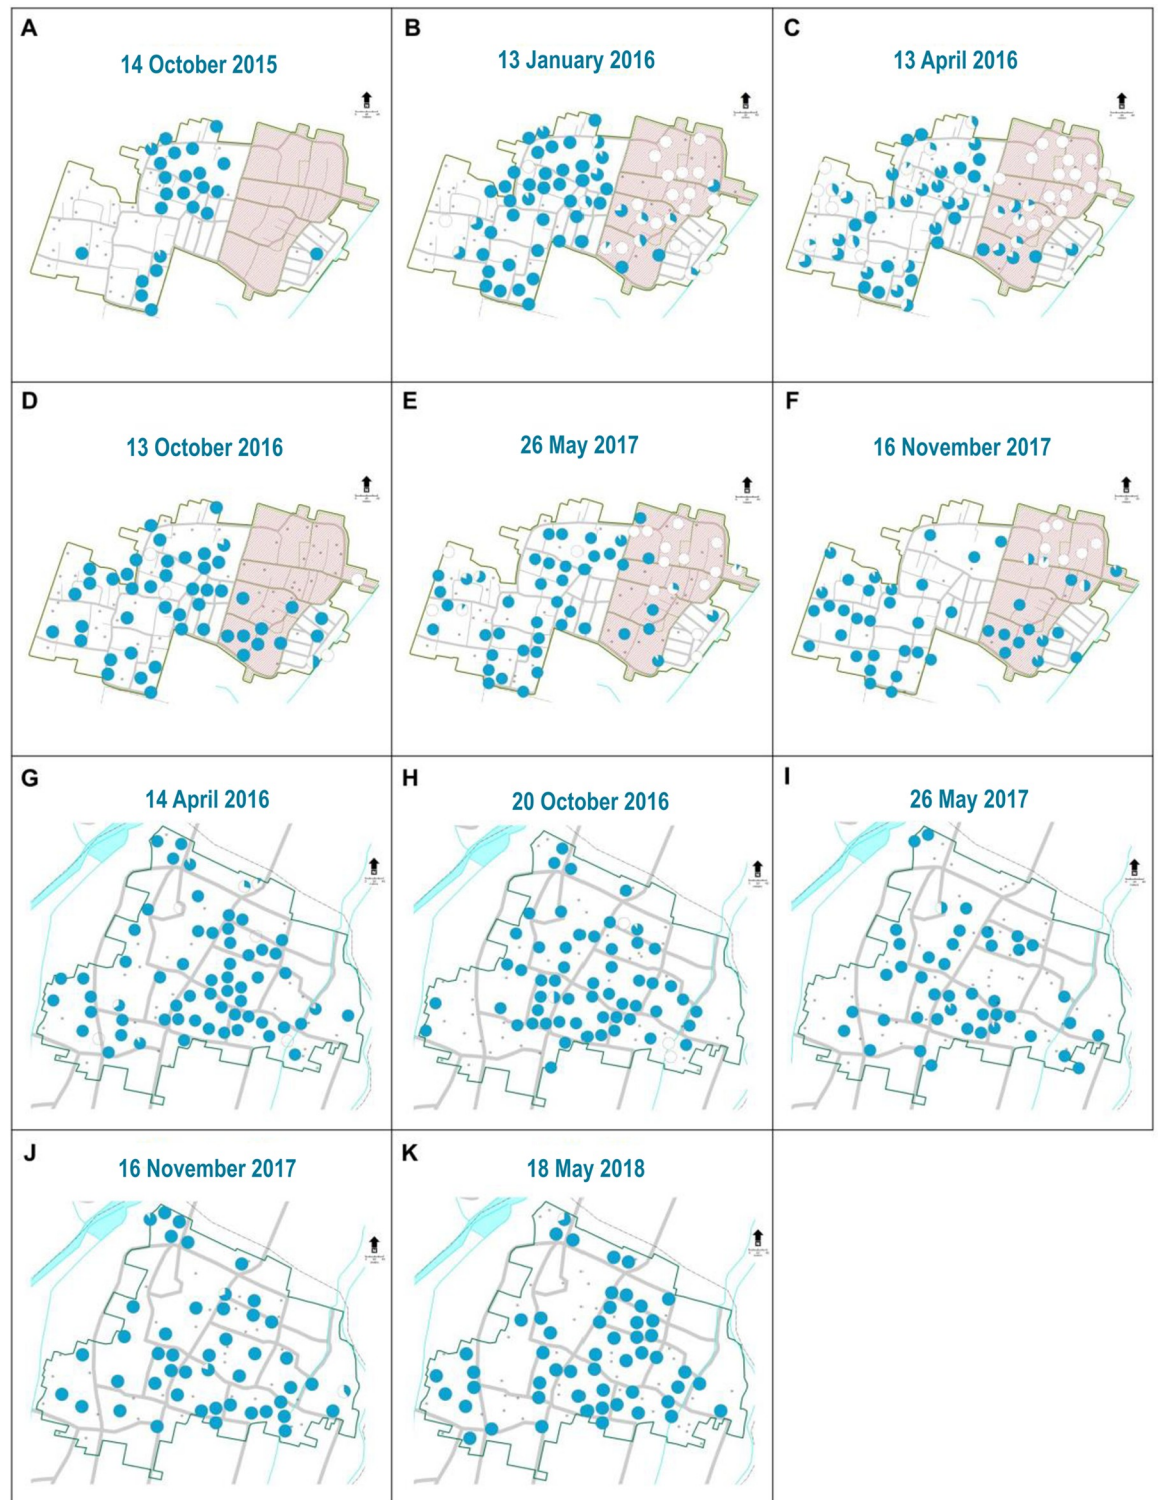 A
14 October 2015
B
13 January 2016
C
13 April 2016
D
13 October 2016
E
26 May 2017
F
16 November 2017
G
14 April 2016
H
20 October 2016
I
26 May 2017
J
16 November 2017
K
18 May 2018